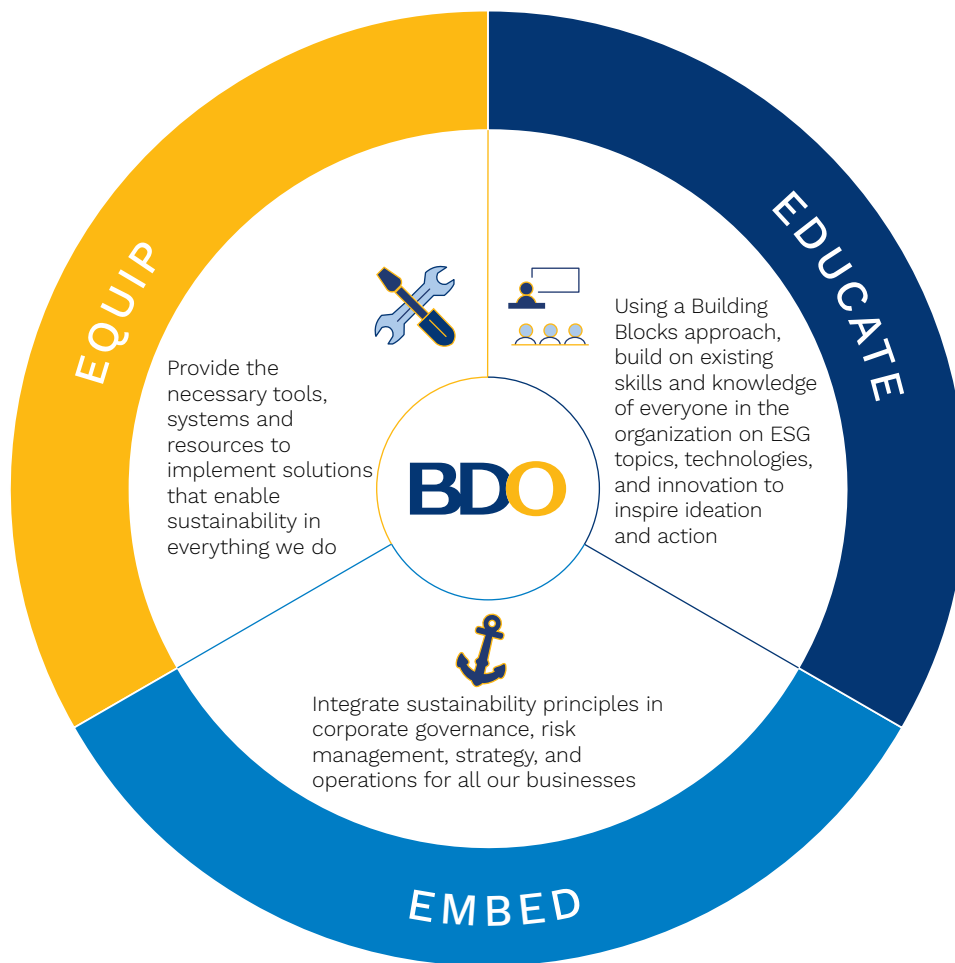 EQUIP
Provide the
necessary tools,
systems and
resources to
implement solutions
that enable
sustainability in
everything we do
EDUCATE
Using a Building
Blocks approach,
build on existing
skills and knowledge
of everyone in the
organization on ESG
topics, technologies,
and innovation to
inspire ideation
and action
BDO
Integrate sustainability principles in
corporate governance, risk
management, strategy, and
operations for all our businesses
EMBED